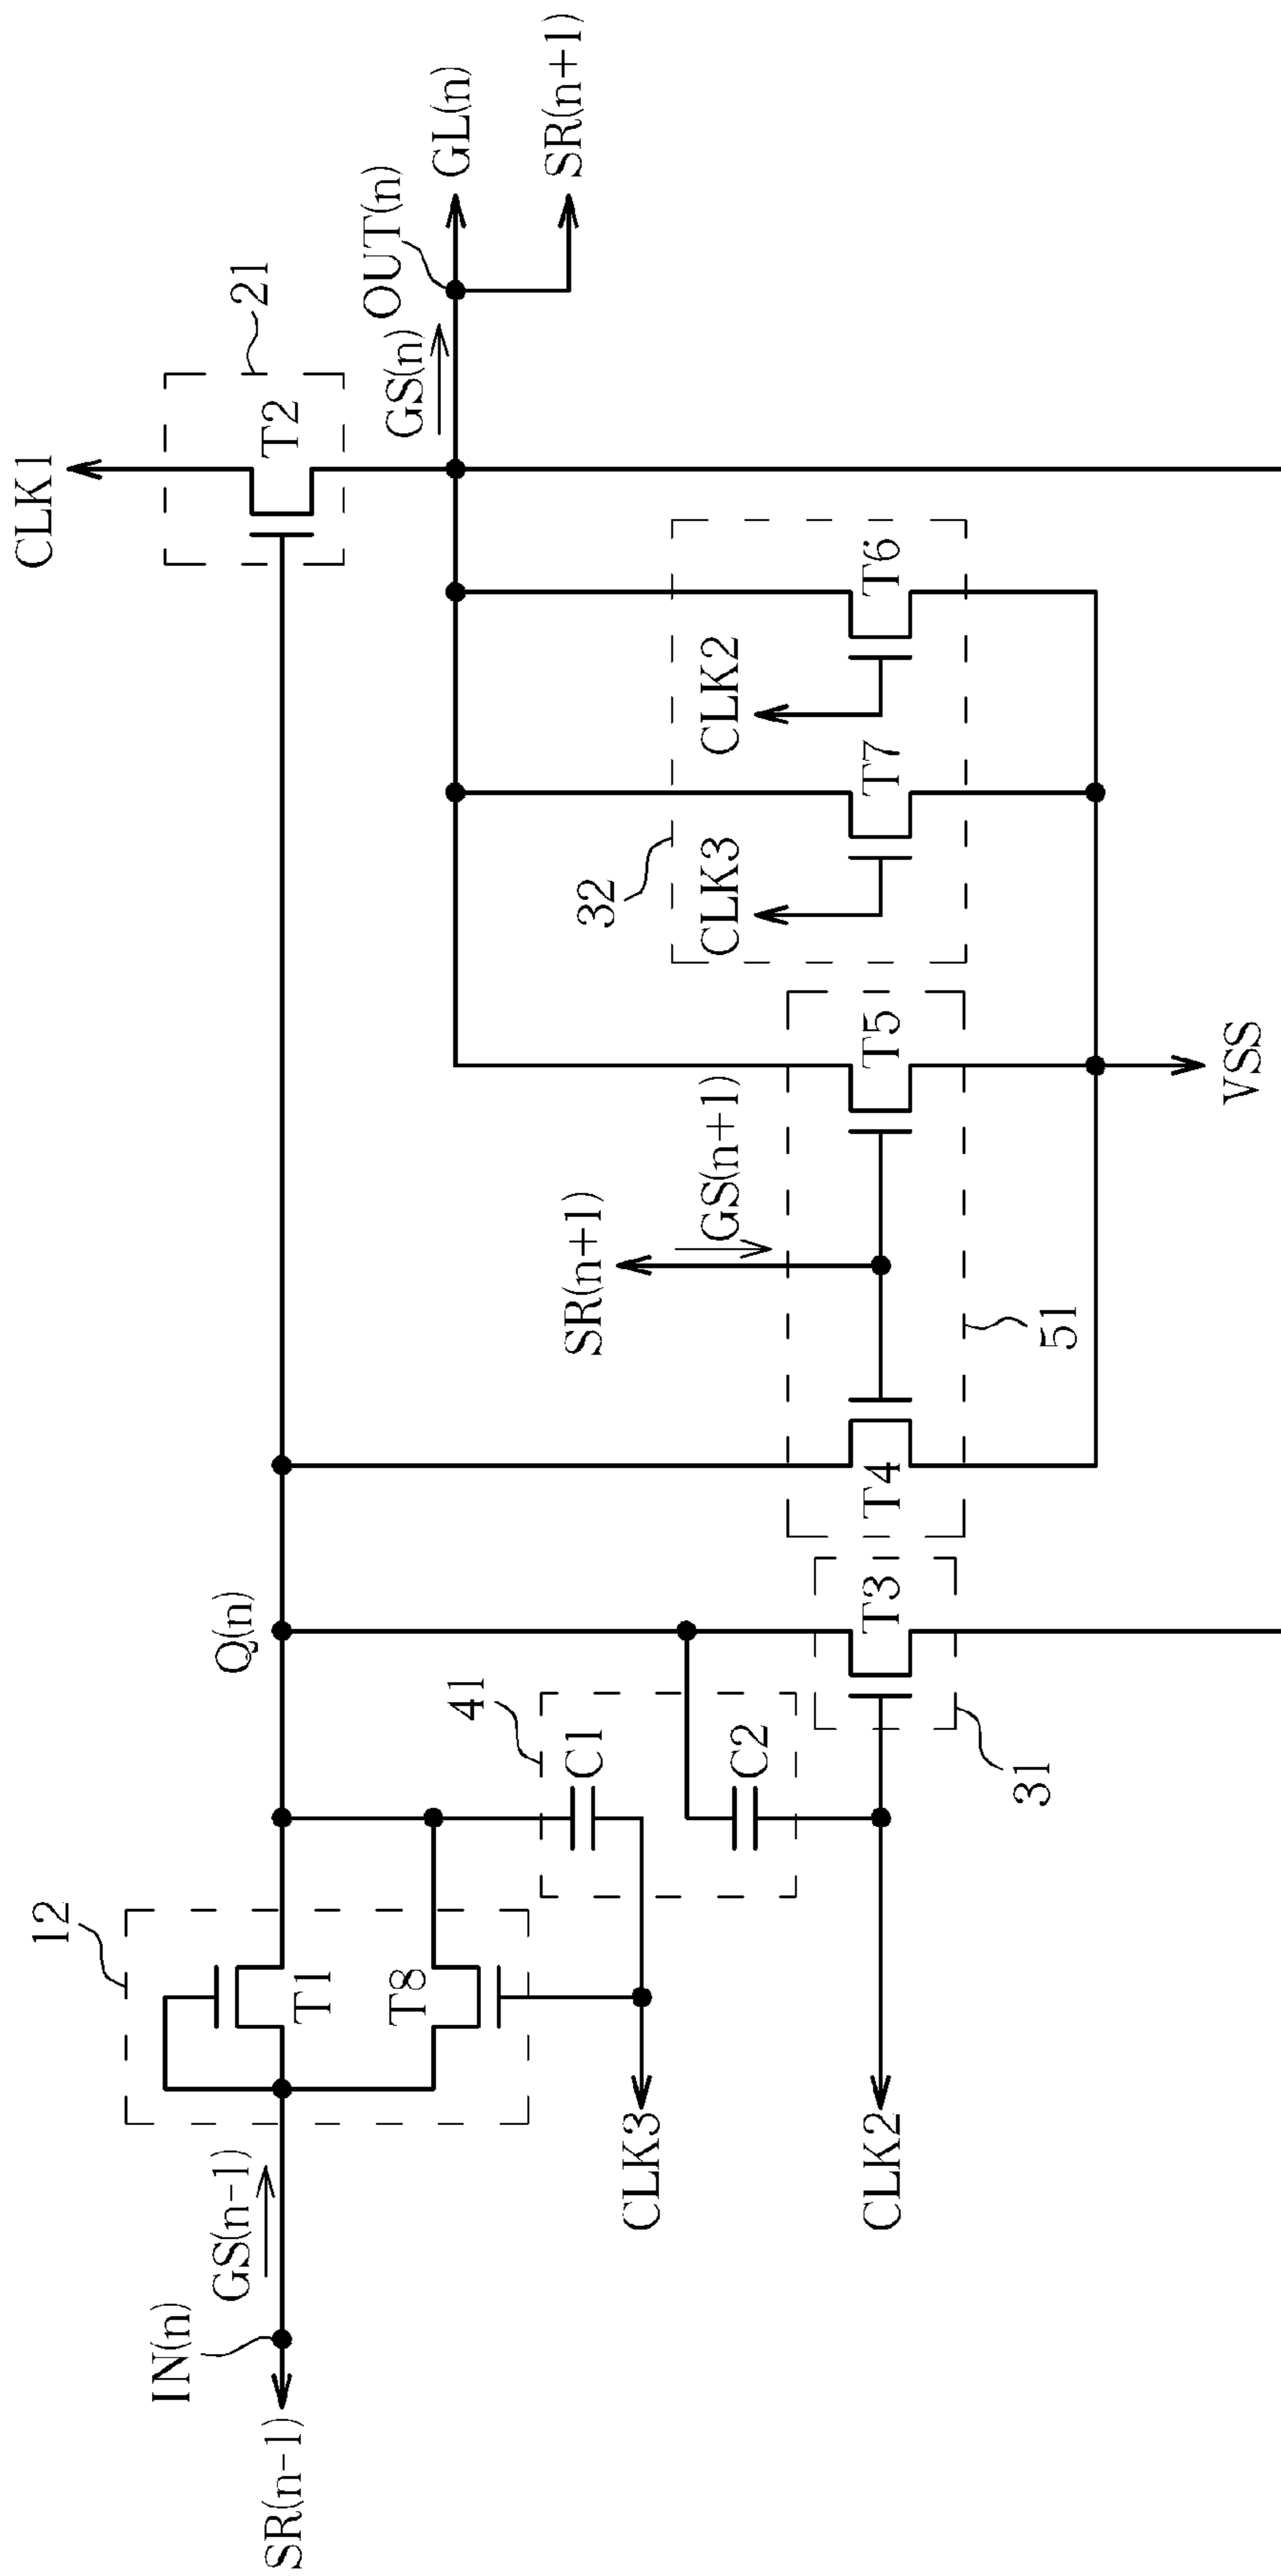 CLK1
21
T2
OUT(n)
GL(n)
GS(n)
SR(n+1)
12
Q(n)
GS(n-1)
IN(n)
SR(n-1)
T1
T8
41
C1
C2
CLK3
CLK2
31
T3
T4
SR(n+1)
GS(n+1)
T5
51
32
CLK3
T7
CLK2
T6
VSS